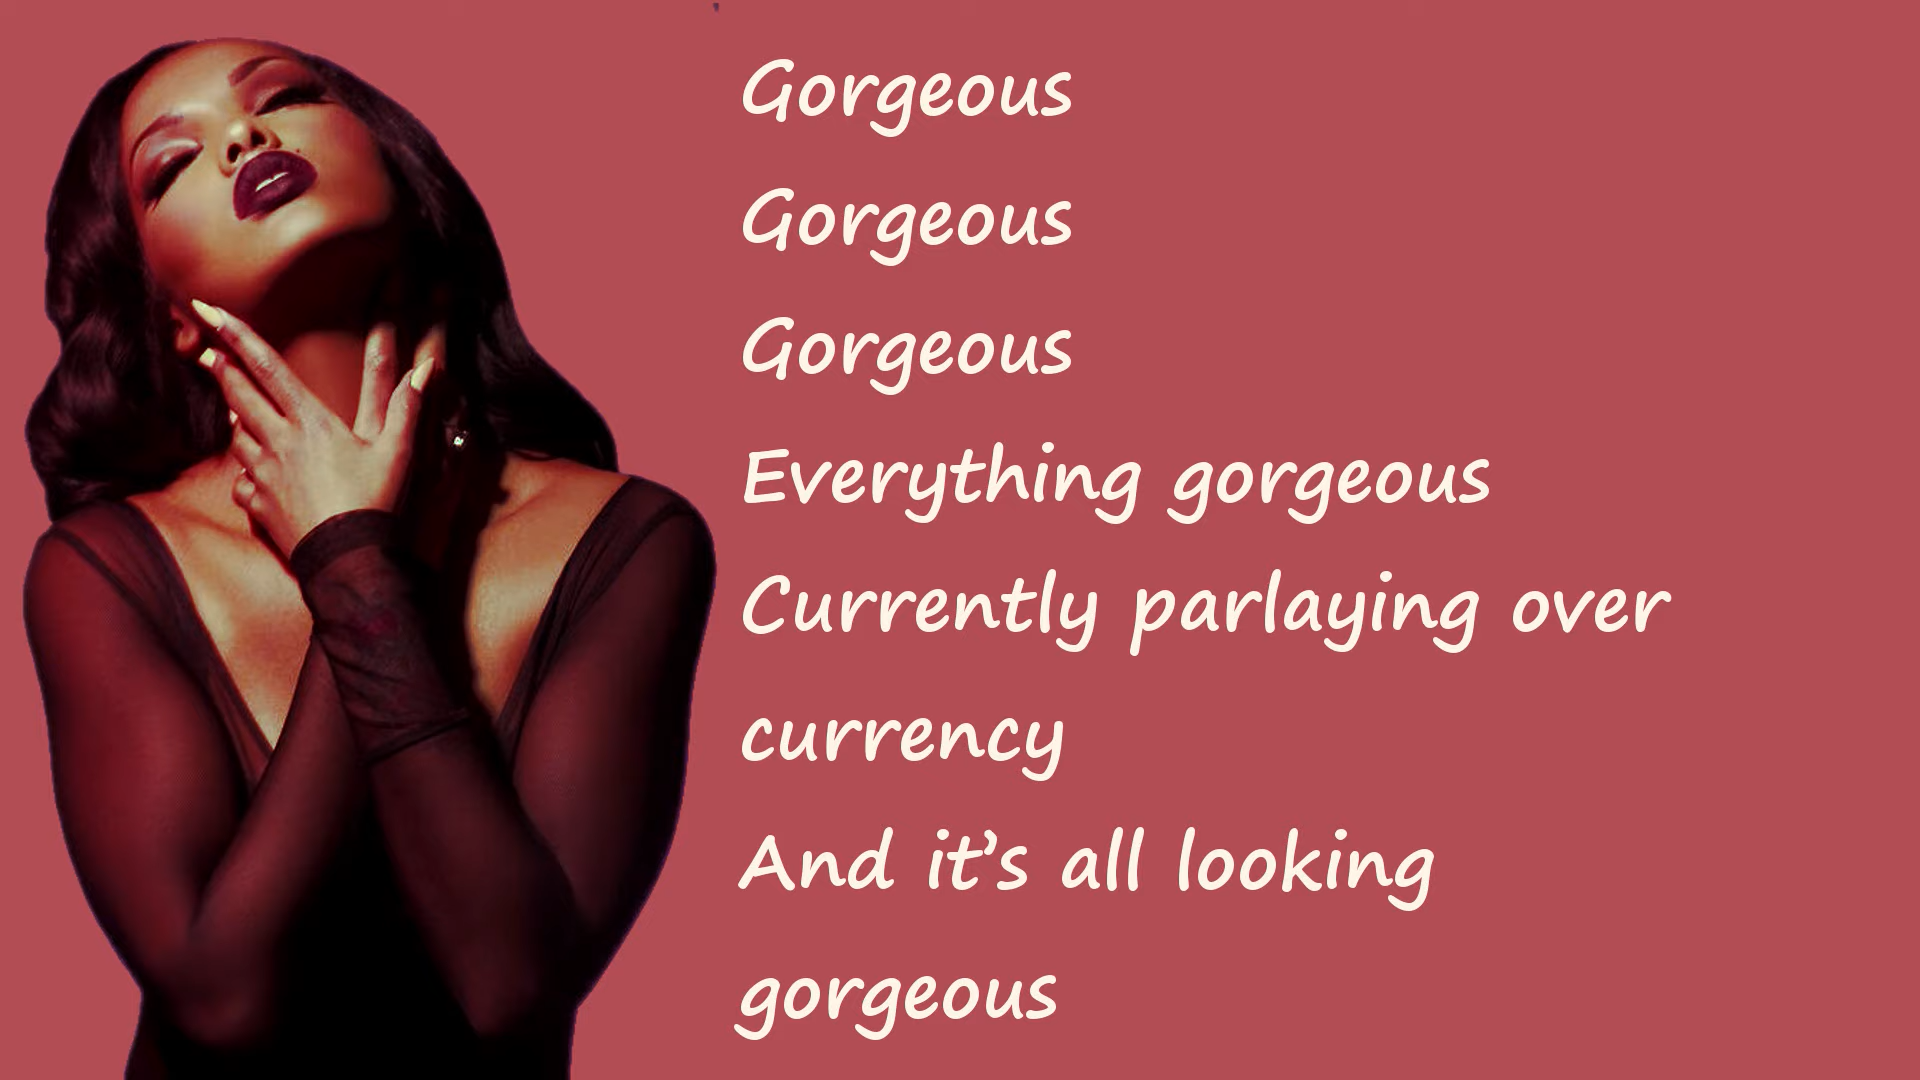 Gorgeous
Gorgeous
Gorgeous
Everything gorgeous
Currently parlaying over
currency
And it’s all looking
gorgeous